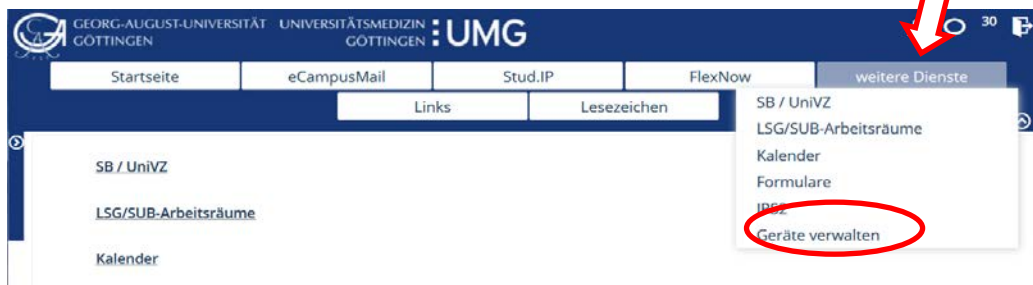 GEORG-AUGUST-UNIVERSITÄT
GÖTTINGEN
UNIVERSITÄTSMEDIZIN
GÖTTINGEN
:UMG
30
Startseite
eCampusMail
Stud.IP
FlexNow
weitere Dienste
Links
Lesezeichen
SB / UniVZ
LSG/SUB-Arbeitsräume
Kalender
Formulare
Geräte verwalten
SB / UniVZ
LSG/SUB-Arbeitsräume
Kalender